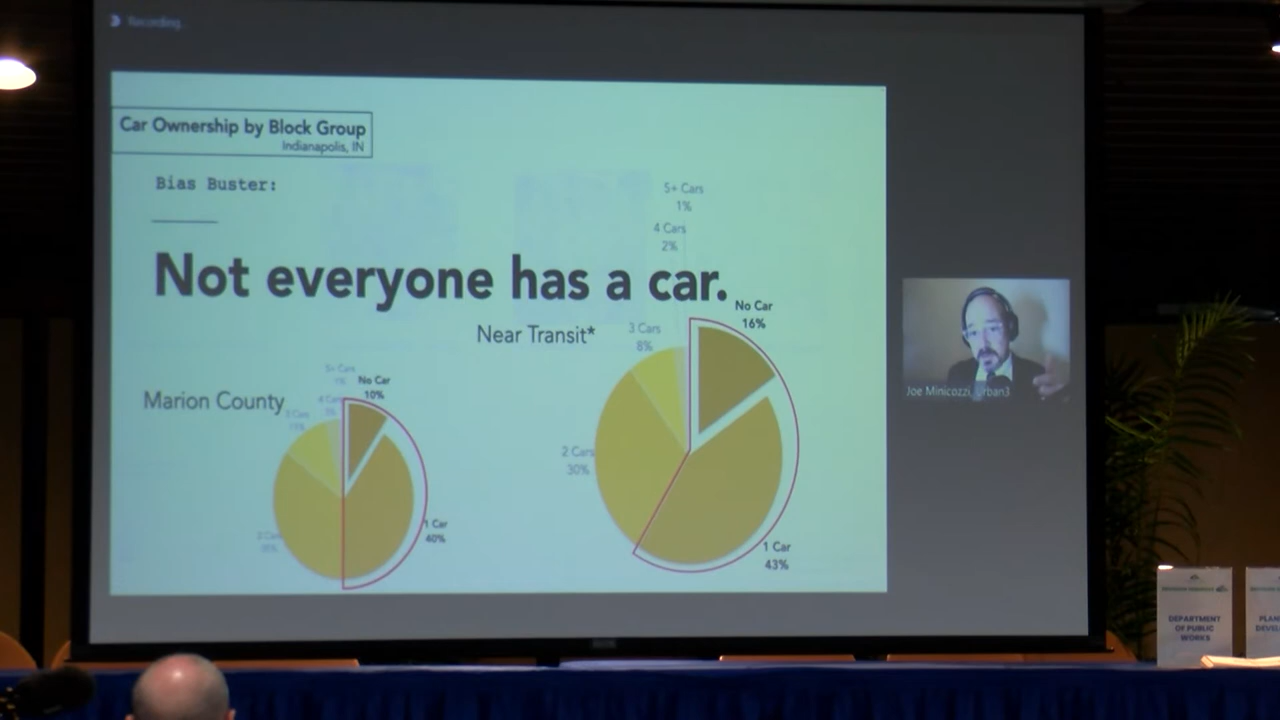 Recording
Car Ownership by Block Group
Indianapolis, IN
Bias Buster:
Not everyone has a car.
Near Transit*
5+ Cars
1%
4 Cars
2%
3 Cars
8%
No Car
16%
2 Cars
30%
1 Car
43%
Marion County
5+ Cars
1%
No Car
10%
4 Cars
3 Cars
2 Cars
1 Car
40%
Joe Minicozzi, Urban3
DEPARTMENT
OF PUBLIC
WORKS